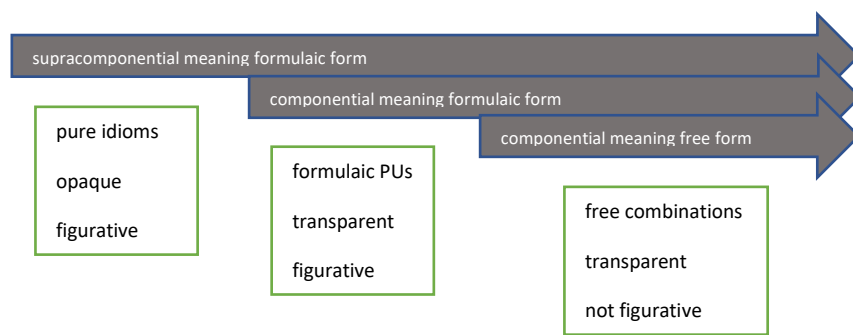 supracomponential meaning formulaic form
componential meaning formulaic form
componential meaning free form
pure idioms
opaque
figurative
formulaic PUs
transparent
figurative
free combinations
transparent
not figurative